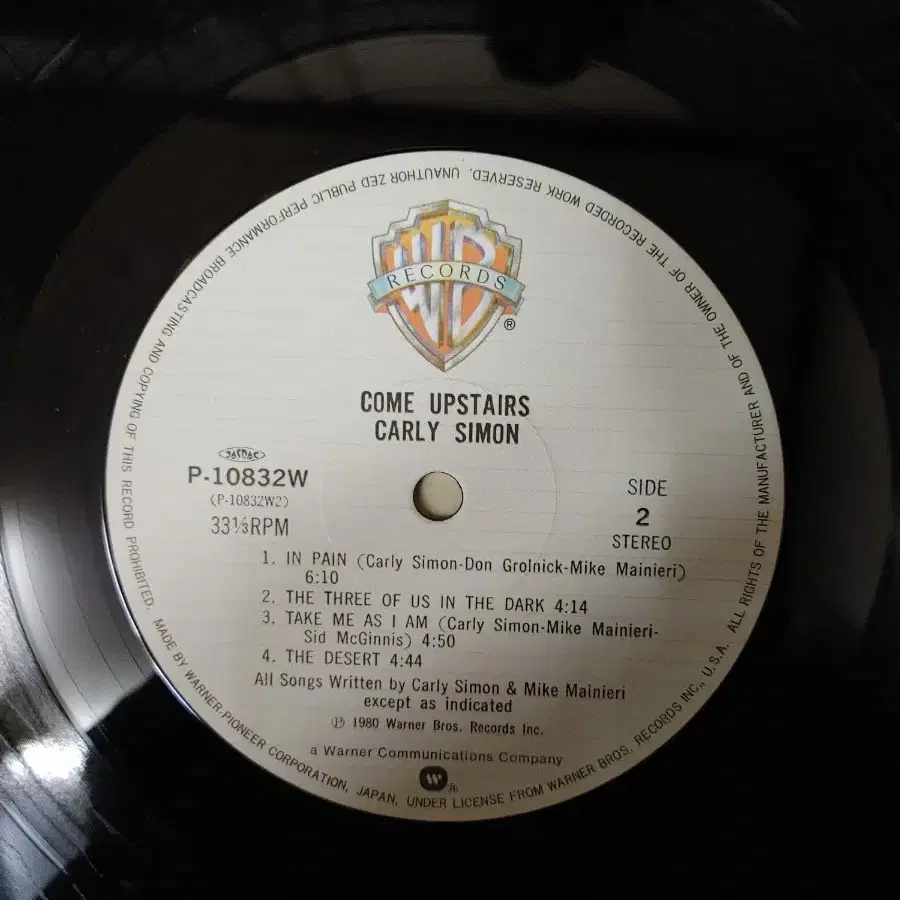 WB
RECORDS
®
COME UPSTAIRS
CARLY SIMON
JASRAC
P-10832W
(P-10832W2)
33⅓RPM
SIDE
2
STEREO
1. IN PAIN (Carly Simon-Don Grolnick-Mike Mainieri)
6:10
2. THE THREE OF US IN THE DARK 4:14
3. TAKE ME AS I AM (Carly Simon-Mike Mainieri-
Sid McGinnis) 4:50
4. THE DESERT 4:44
All Songs Written by Carly Simon & Mike Mainieri
except as indicated
℗ 1980 Warner Bros. Records Inc.
a Warner Communications Company
®
MADE BY WARNER-PIONEER CORPORATION, JAPAN, UNDER LICENSE FROM WARNER BROS. RECORDS INC., U.S.A. ALL RIGHTS OF THE MANUFACTURER AND OF THE OWNER OF THE RECORDED WORK RESERVED. UNAUTHOR ZED PUBLIC PERFORMANCE BROADCASTING AND COPYING OF THIS RECORD PROHIBITED.